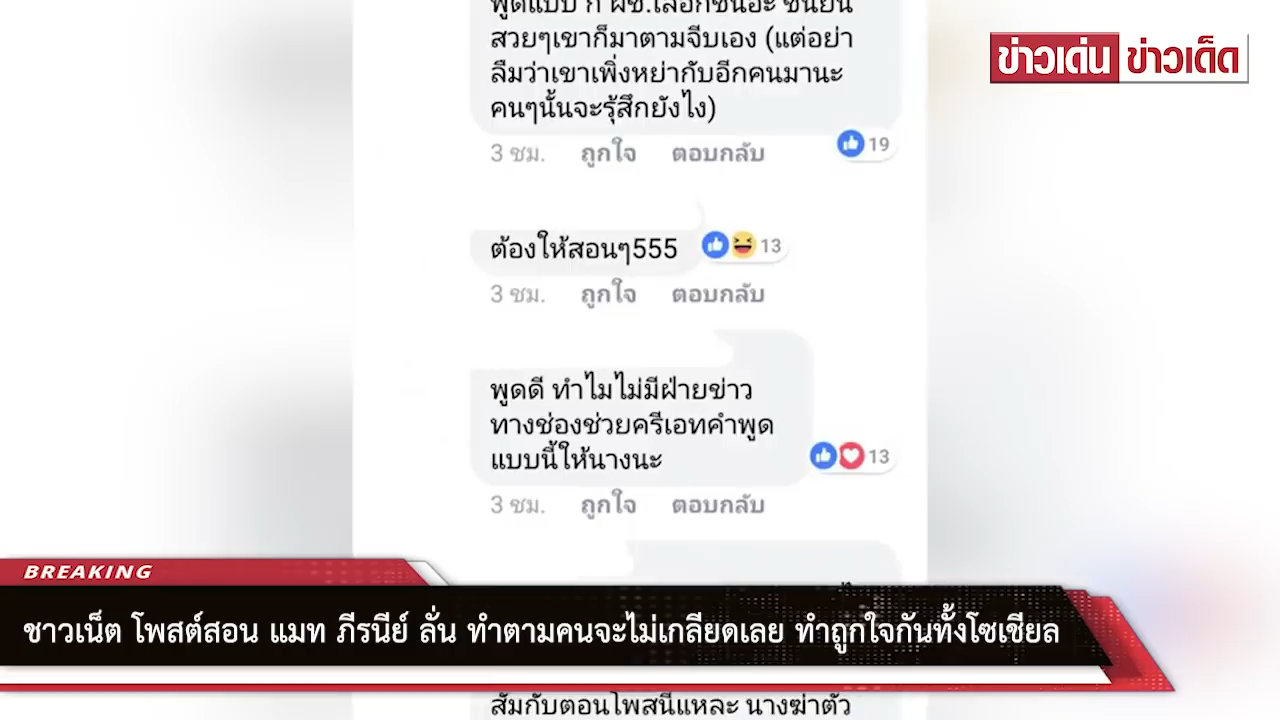 พูดแบบ ก็ ผช.เลือกชั้นอ่ะ ชั้นยืน
สวยๆเขาก็มาตามจีบเอง (แต่อย่า
ลืมว่าเขาเพิ่งหย่ากับอีกคนมานะ
คนๆนั้นจะรุ้สึกยังไง)
ข่าวเด่น ข่าวเด็ด
3 ชม. ถูกใจ ตอบกลับ 19
ต้องให้สอนๆ555 13
3 ชม. ถูกใจ ตอบกลับ
พูดดี ทำไมไม่มีฝ่ายข่าว
ทางช่องช่วยครีเอทคำพูด
แบบนี้ให้นางนะ 13
3 ชม. ถูกใจ ตอบกลับ
BREAKING
ชาวเน็ต โพสต์สอน แมท ภีรนีย์ ลั่น ทำตามคนจะไม่เกลียดเลย ทำถูกใจกันทั้งโซเชียล